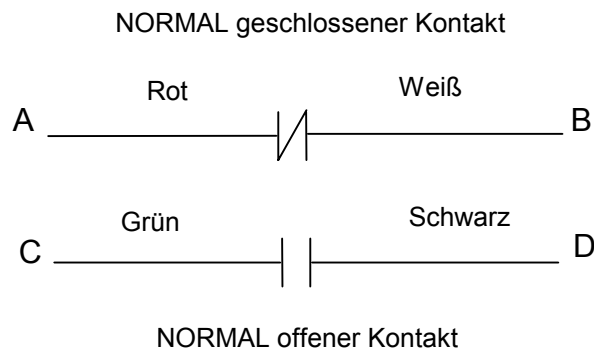 NORMAL geschlossener Kontakt
Rot Weiß
A B
Grün Schwarz
C D
NORMAL offener Kontakt